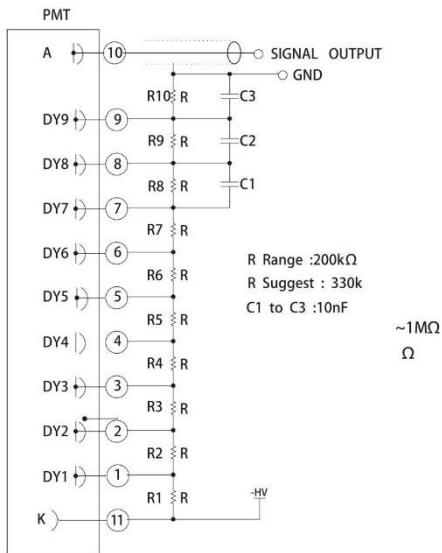 PMT
A 10 SIGNAL OUTPUT
GND
R10 R C3
DY9 9
R9 R C2
DY8 8
R8 R C1
DY7 7
R7 R
DY6 6
R6 R
DY5 5
R5 R
DY4 4
R4 R
DY3 3
R3 R
DY2 2
R2 R
DY1 1
R1 R
-HV
K 11
R Range :200kΩ
R Suggest : 330k
C1 to C3 :10nF
~1MΩ
Ω